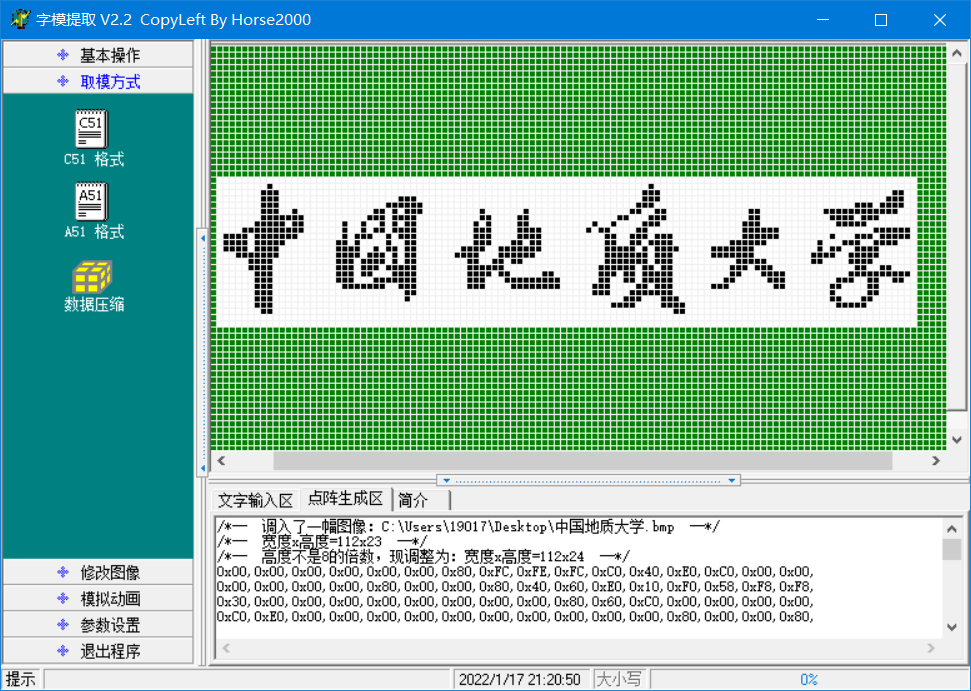 字模提取 V2.2  CopyLeft By Horse2000
基本操作
取模方式
C51
C51 格式
A51
A51 格式
数据压缩
修改图像
模拟动画
参数设置
退出程序
中国地质大学
文字输入区 点阵生成区 简介
/*—  调入了一幅图像：C:\Users\19017\Desktop\中国地质大学.bmp  —*/
/*—  宽度x高度=112x23  —*/
/*—  高度不是8的倍数，现调整为：宽度x高度=112x24  —*/
0x00,0x00,0x00,0x00,0x00,0x00,0x80,0xFC,0xFE,0xFC,0xC0,0x40,0xE0,0xC0,0x00,0x00,
0x00,0x00,0x00,0x00,0x80,0x00,0x80,0x40,0x60,0xE0,0x10,0xF0,0x58,0xF8,0xF8,
0x30,0x00,0x00,0x00,0x00,0x00,0x00,0x00,0x00,0x80,0x60,0xC0,0x00,0x00,0x00,0x00,
0xC0,0xE0,0x00,0x00,0x00,0x00,0x00,0x00,0x00,0x00,0x00,0x00,0x80,0x00,0x00,0x80,
提示
2022/1/17 21:20:50
大小写
0%